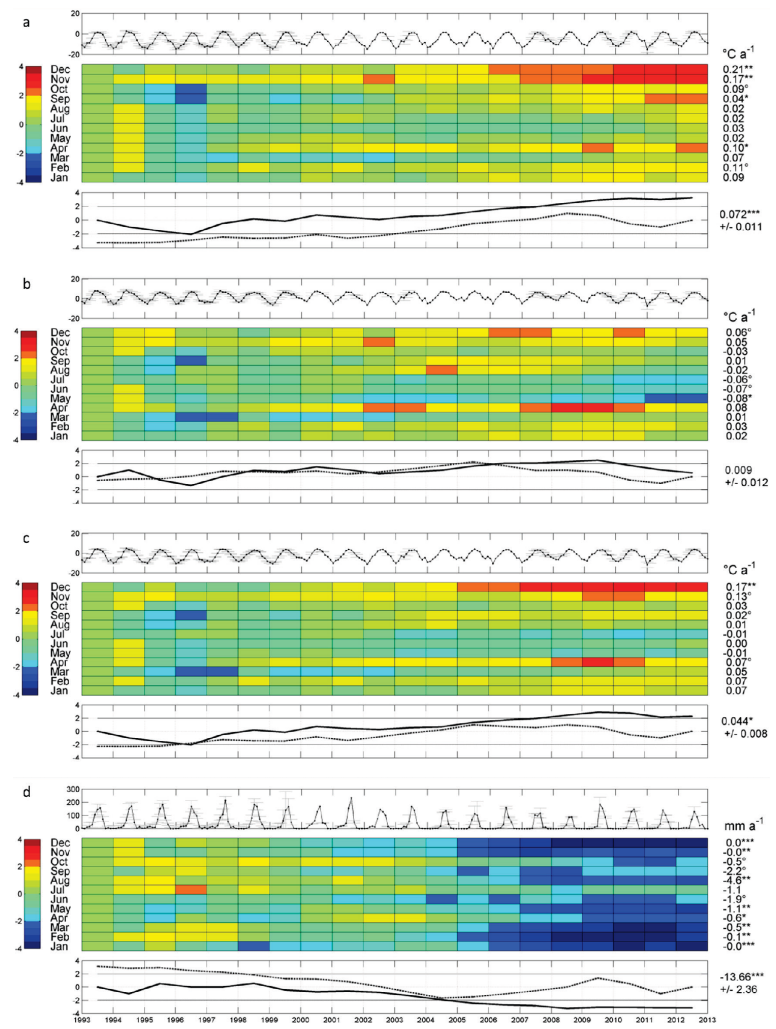 a
20
0
-20
°C a⁻¹
4 Dec 0.21**
Nov 0.17**
Oct 0.09°
2 Sep 0.04*
Aug 0.02
Jul 0.02
0 Jun 0.03
May 0.02
Apr 0.10*
-2 Mar 0.07
Feb 0.11°
-4 Jan 0.09
4
2
0 0.072***
-2 +/- 0.011
-4
b
20
0
-20
°C a⁻¹
4 Dec 0.06°
Nov 0.05
Oct -0.03
2 Sep 0.01
Aug -0.02
Jul -0.06°
0 Jun -0.07°
May -0.08*
Apr 0.08
-2 Mar 0.01
Feb 0.03
-4 Jan 0.02
4
2
0 0.009
-2 +/- 0.012
-4
c
20
0
-20
°C a⁻¹
4 Dec 0.17**
Nov 0.13°
Oct 0.03
2 Sep 0.02°
Aug 0.01
Jul -0.01
0 Jun 0.00
May -0.01
Apr 0.07°
-2 Mar 0.05
Feb 0.07
-4 Jan 0.07
4
2
0 0.044*
-2 +/- 0.008
-4
d
300
200
100
0
mm a⁻¹
4 Dec 0.0***
Nov -0.0**
Oct -0.5°
2 Sep -2.2°
Aug -4.6**
Jul -1.1
0 Jun -1.9°
May -1.1**
Apr -0.6*
-2 Mar -0.5**
Feb -0.1**
-4 Jan -0.0***
4
2
0 -13.66***
-2 +/- 2.36
-4
1993 1994 1995 1996 1997 1998 1999 2000 2001 2002 2003 2004 2005 2006 2007 2008 2009 2010 2011 2012 2013